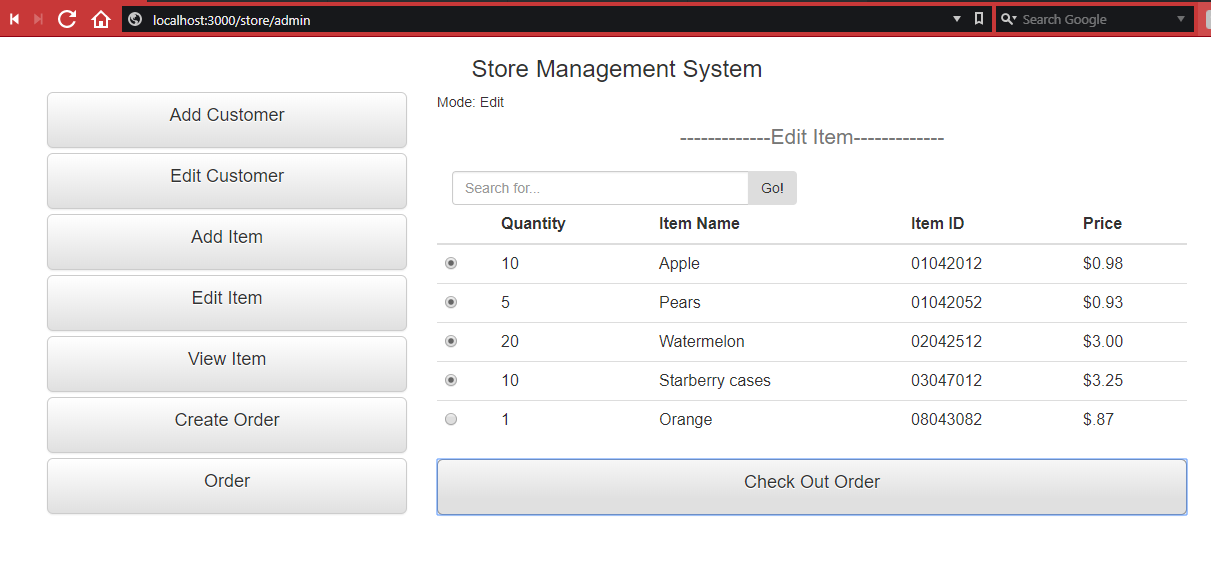 localhost:3000/store/admin
Search Google
Store Management System
Add Customer
Edit Customer
Add Item
Edit Item
View Item
Create Order
Order
Mode: Edit
-------------Edit Item-------------
Search for... Go!
Quantity Item Name Item ID Price
10 Apple 01042012 $0.98
5 Pears 01042052 $0.93
20 Watermelon 02042512 $3.00
10 Starberry cases 03047012 $3.25
1 Orange 08043082 $.87
Check Out Order